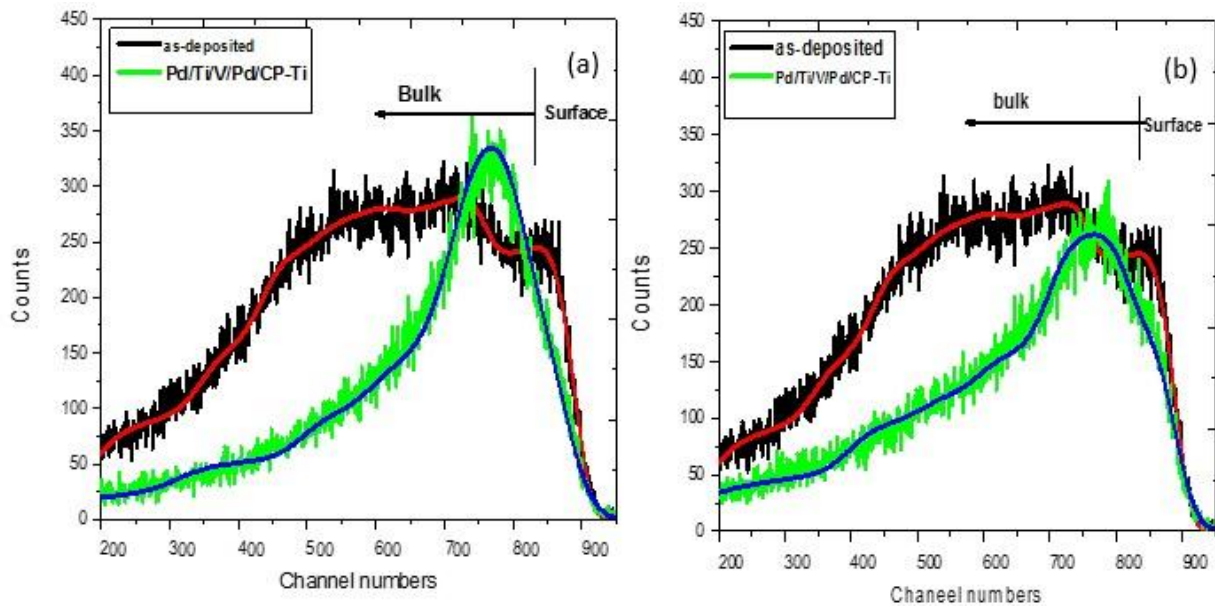 450
400
350
300
250
200
150
100
50
0
Counts
as-deposited
Pd/Ti/V/Pd/CP-Ti
(a)
Bulk
Surface
200 300 400 500 600 700 800 900
Channel numbers
450
400
350
300
250
200
150
100
50
0
Counts
as-deposited
Pd/Ti/V/Pd/CP-Ti
(b)
bulk
Surface
200 300 400 500 600 700 800 900
Chaneel numbers